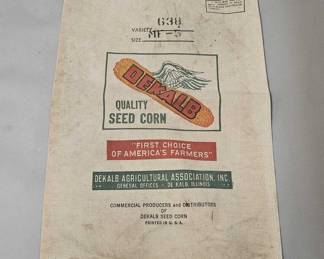 638
VARIETY
SIZE MF-5
DEKALB
QUALITY
SEED CORN
"FIRST CHOICE
OF AMERICA'S FARMERS"
DEKALB AGRICULTURAL ASSOCIATION, INC.
GENERAL OFFICES - DE KALB, ILLINOIS
COMMERCIAL PRODUCERS and DISTRIBUTORS
OF
DEKALB SEED CORN
PRINTED IN U.S.A.